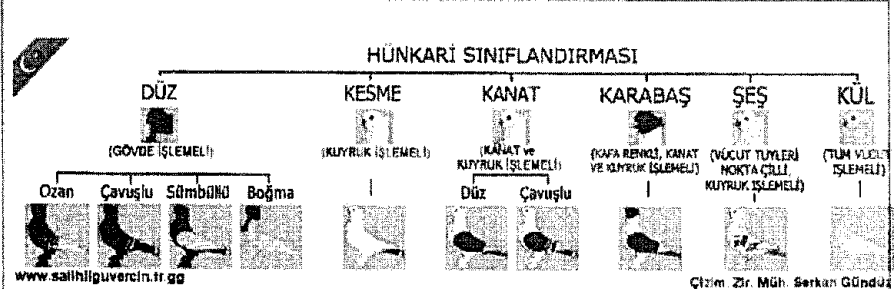 HÜNKARİ SINIFLANDIRMASI
DÜZ KESME KANAT KARABAŞ ŞEŞ KÜL
(GÖVDE İŞLEMELİ) (KUYRUK İŞLEMELİ) (KANAT ve KUYRUK İŞLEMELİ) (KAFA RENKLİ, KANAT VE KUYRUK İŞLEMELİ) (VÜCUT TÜYLERİ NOKTA ÇİLLİ, KUYRUK İŞLEMELİ) (TÜM VÜCUT İŞLEMELİ)
Ozan Çavuşlu Sümbüllü Boğma Düz Çavuşlu
www.salihliguvercin.tr.gg
Çizim. Zir. Müh. Serkan Gündüz